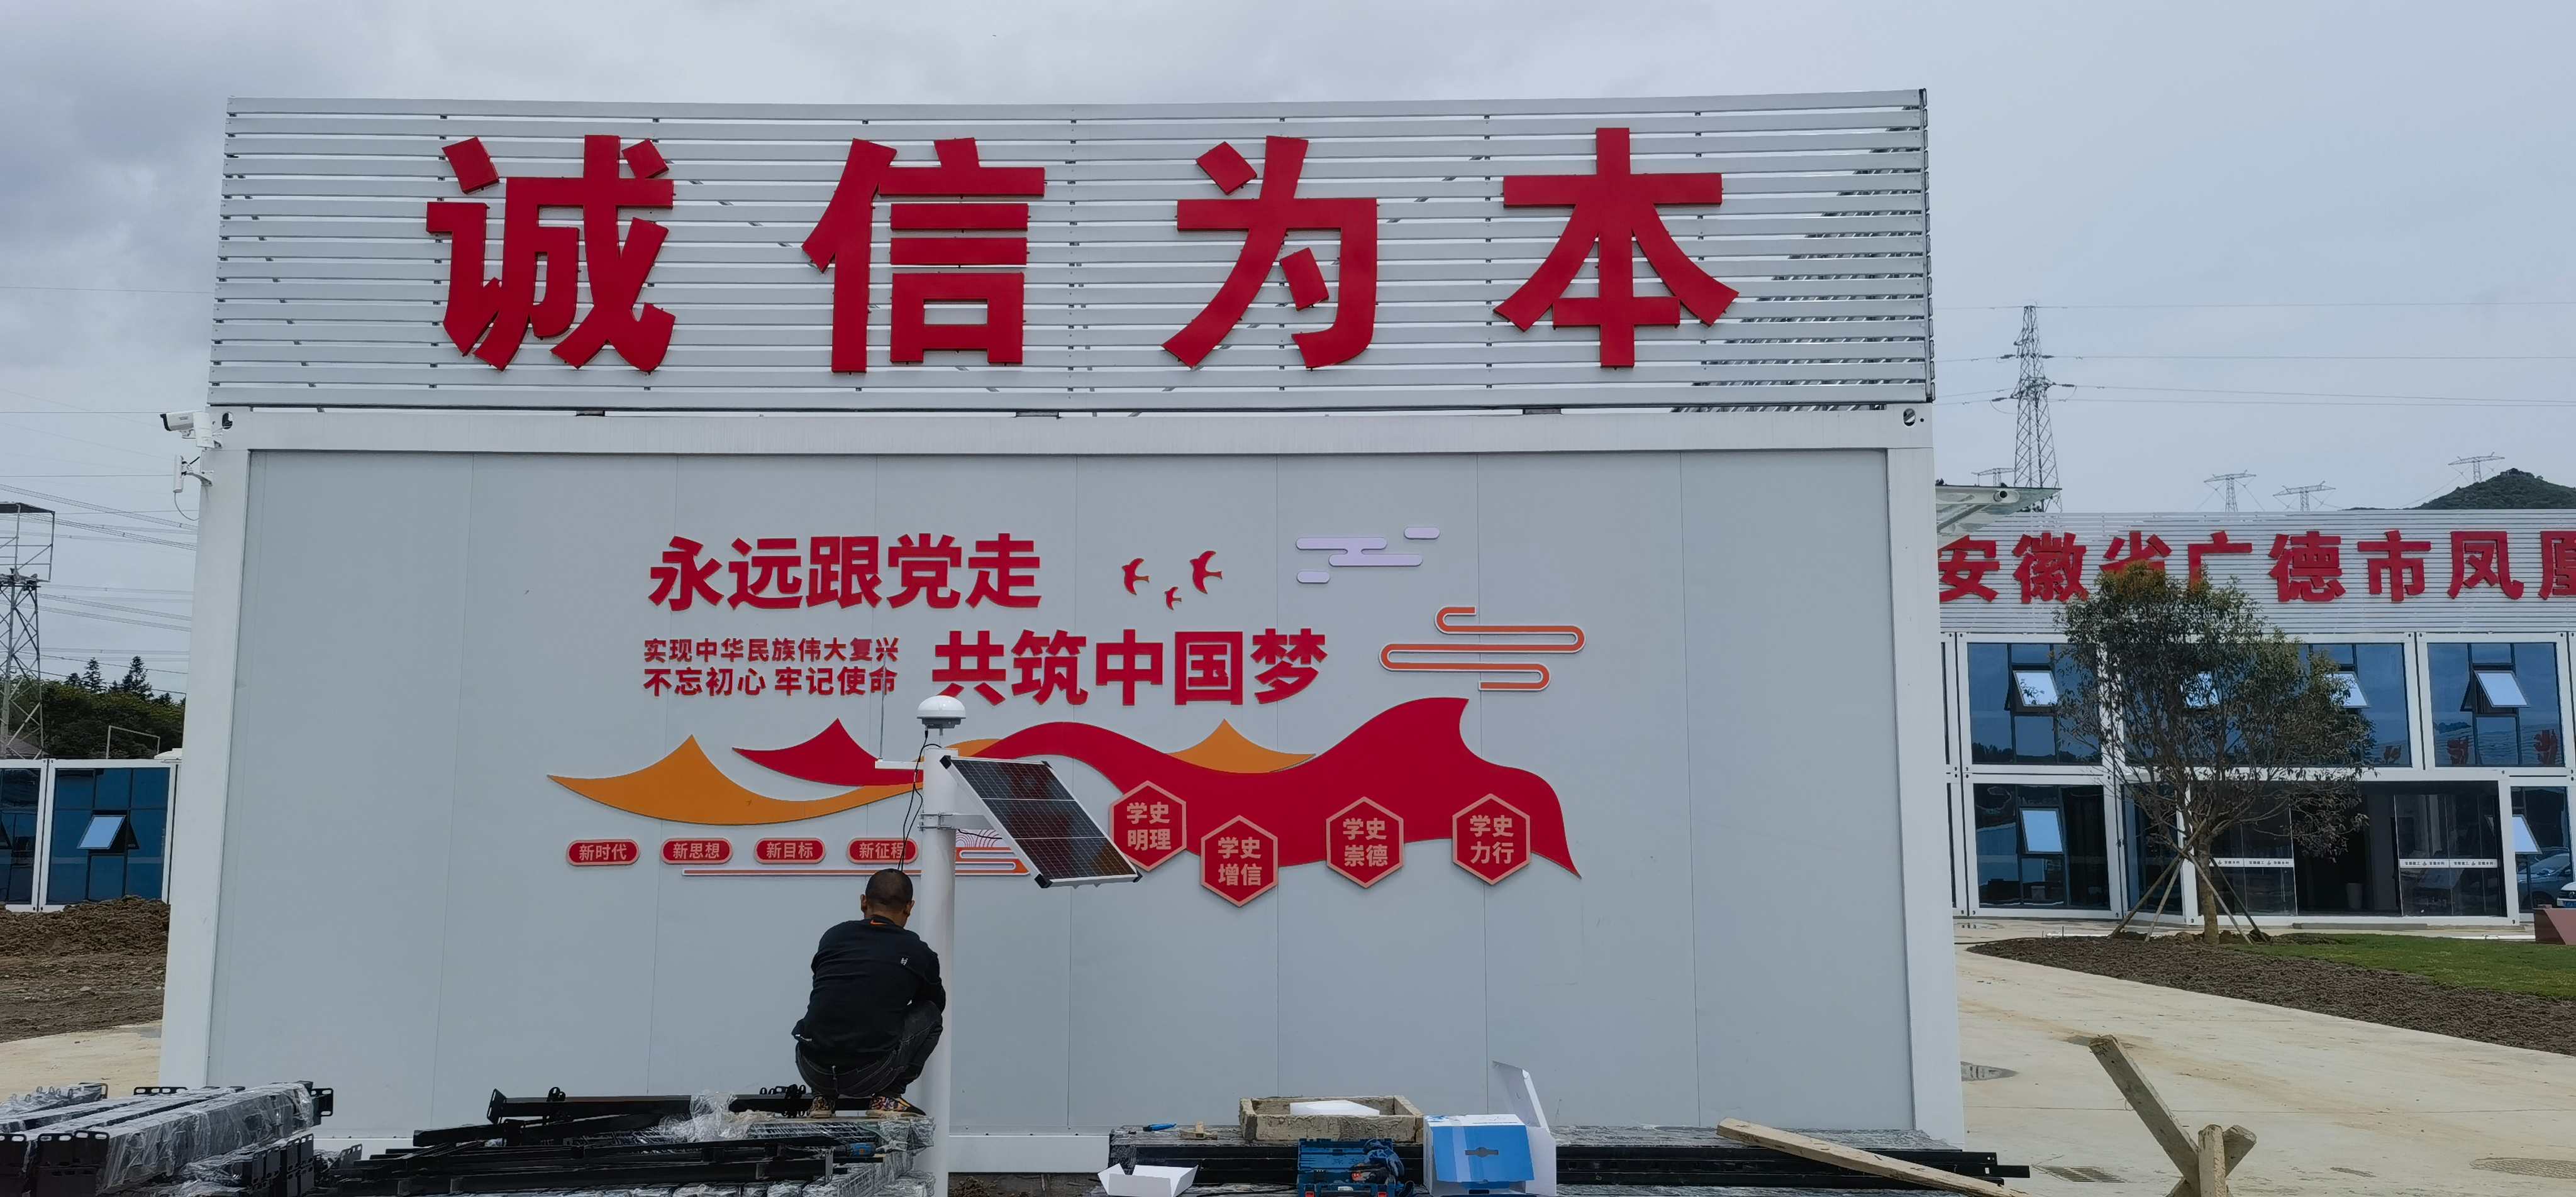 诚信为本
永远跟党走
实现中华民族伟大复兴
不忘初心 牢记使命
共筑中国梦
新时代
新思想
新目标
新征程
学史
明理
学史
增信
学史
崇德
学史
力行
安徽省广德市凤凰